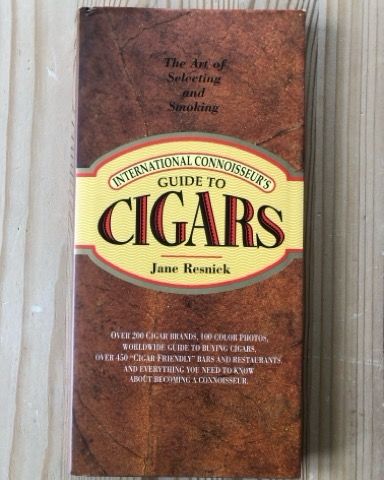 The Art of
Selecting
and
Smoking
INTERNATIONAL CONNOISSEUR'S
GUIDE TO
CIGARS
Jane Resnick
OVER 200 CIGAR BRANDS, 100 COLOR PHOTOS,
WORLDWIDE GUIDE TO BUYING CIGARS,
OVER 450 "CIGAR FRIENDLY" BARS AND RESTAURANTS
AND EVERYTHING YOU NEED TO KNOW
ABOUT BECOMING A CONNOISSEUR.